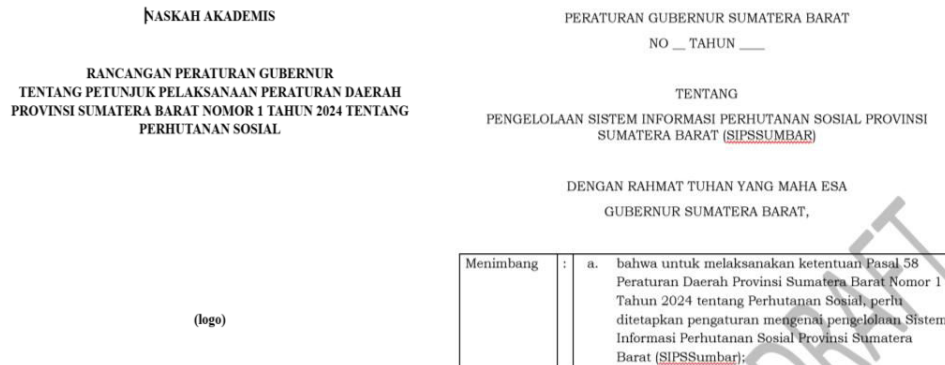 NASKAH AKADEMIS
RANCANGAN PERATURAN GUBERNUR
TENTANG PETUNJUK PELAKSANAAN PERATURAN DAERAH
PROVINSI SUMATERA BARAT NOMOR 1 TAHUN 2024 TENTANG
PERHUTANAN SOSIAL
(logo)
PERATURAN GUBERNUR SUMATERA BARAT
NO __ TAHUN ____
TENTANG
PENGELOLAAN SISTEM INFORMASI PERHUTANAN SOSIAL PROVINSI
SUMATERA BARAT (SIPSSUMBAR)
DENGAN RAHMAT TUHAN YANG MAHA ESA
GUBERNUR SUMATERA BARAT,
Menimbang : a. bahwa untuk melaksanakan ketentuan Pasal 58
Peraturan Daerah Provinsi Sumatera Barat Nomor 1
Tahun 2024 tentang Perhutanan Sosial, perlu
ditetapkan pengaturan mengenai pengelolaan Sistem
Informasi Perhutanan Sosial Provinsi Sumatera
Barat (SIPSSumbar);
DRAFT